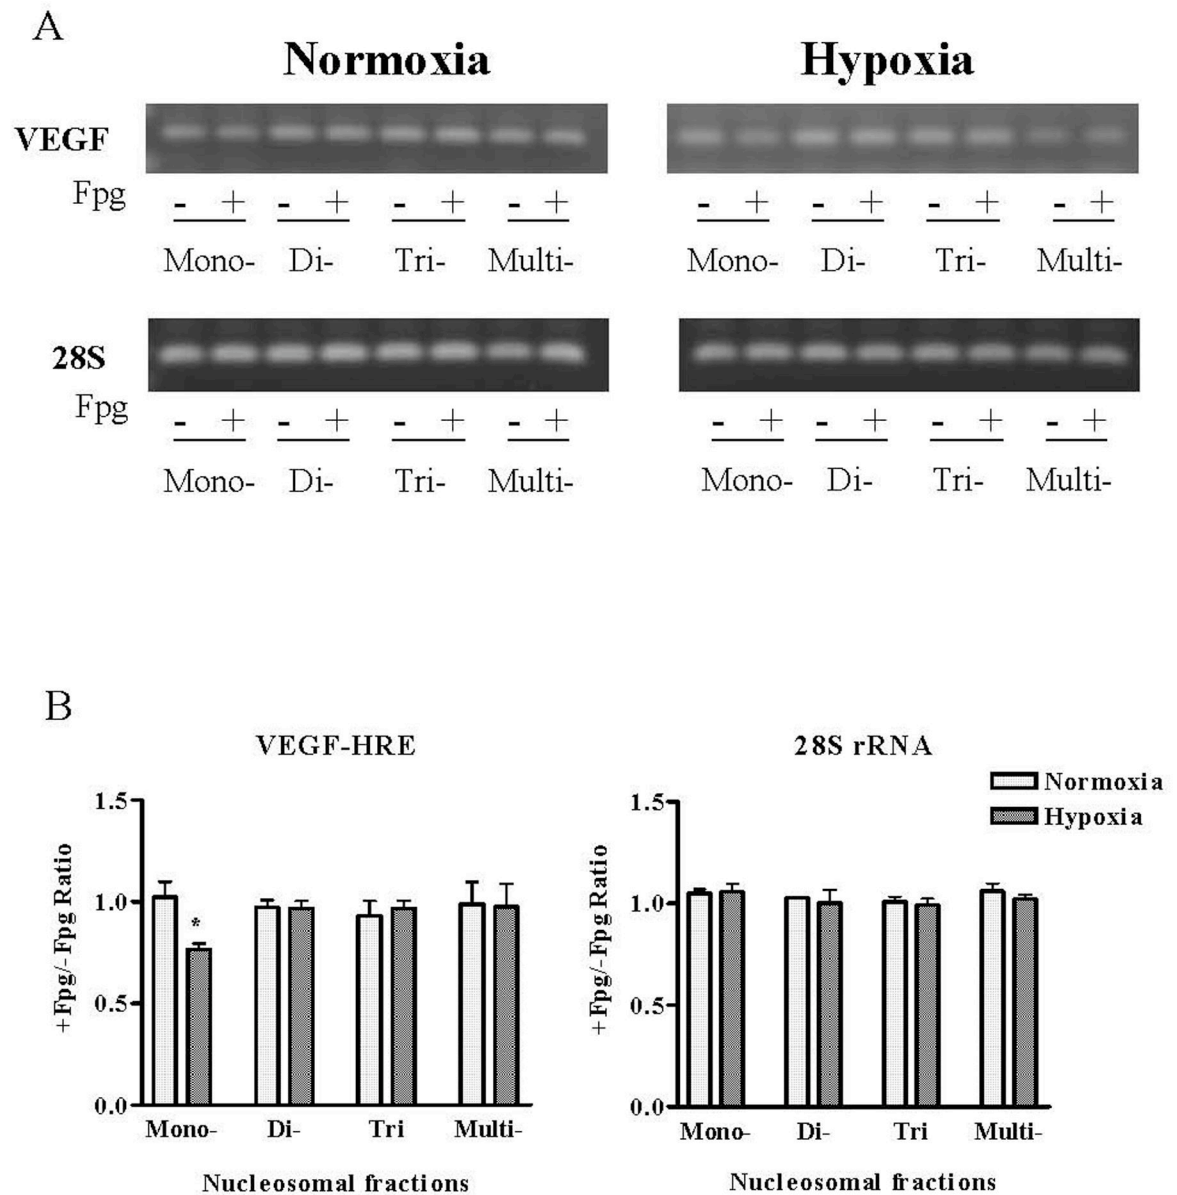 A
Normoxia Hypoxia
VEGF
Fpg - + - + - + - + - + - + - + - +
Mono- Di- Tri- Multi- Mono- Di- Tri- Multi-
28S
Fpg - + - + - + - + - + - + - + - +
Mono- Di- Tri- Multi- Mono- Di- Tri- Multi-
B
VEGF-HRE
+Fpg/-Fpg Ratio
1.5
1.0
0.5
0.0
*
Mono- Di- Tri Multi-
Nucleosomal fractions
28S rRNA
Normoxia
Hypoxia
+Fpg/-Fpg Ratio
1.5
1.0
0.5
0.0
Mono- Di- Tri Multi-
Nucleosomal fractions